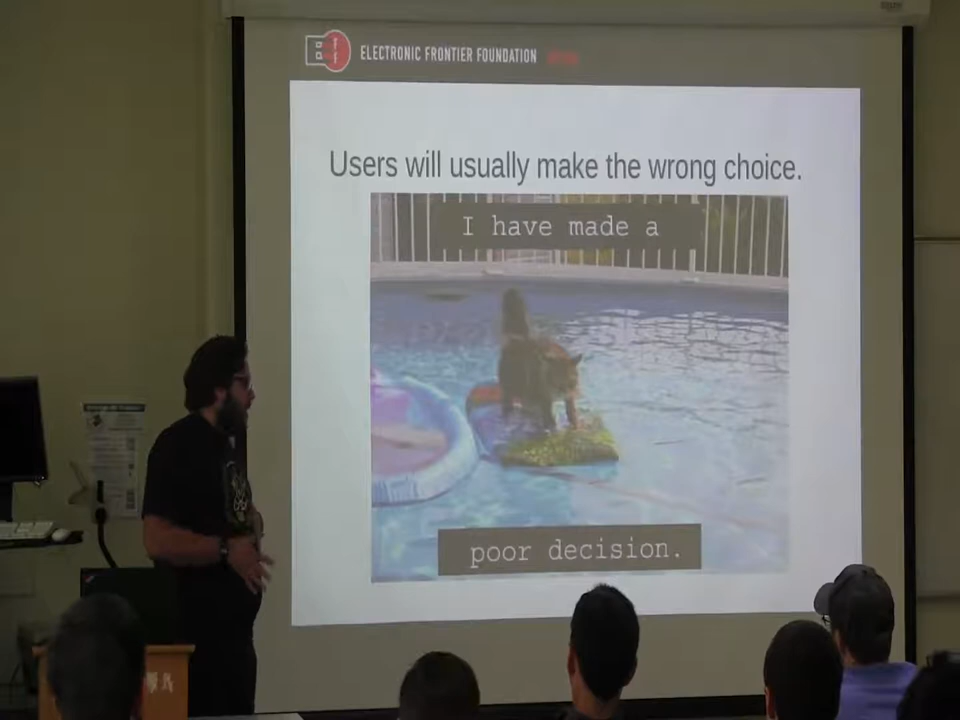 ELECTRONIC FRONTIER FOUNDATION
Users will usually make the wrong choice.
I have made a
poor decision.